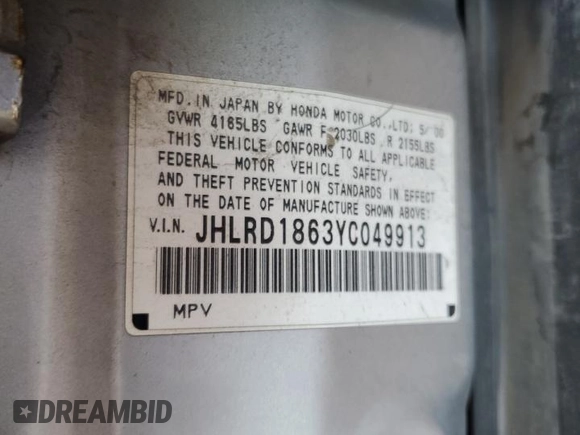 MFD. IN JAPAN BY HONDA MOTOR CO., LTD: 5/ 00
GVWR 4165LBS GAWR F 2030LBS R 2155LBS
THIS VEHICLE CONFORMS TO ALL APPLICABLE
FEDERAL MOTOR VEHICLE SAFETY,
AND THEFT PREVENTION STANDARDS IN EFFECT
ON THE DATE OF MANUFACTURE SHOWN ABOVE:
V.I.N. JHLRD1863YC049913
MPV
DREAMBID